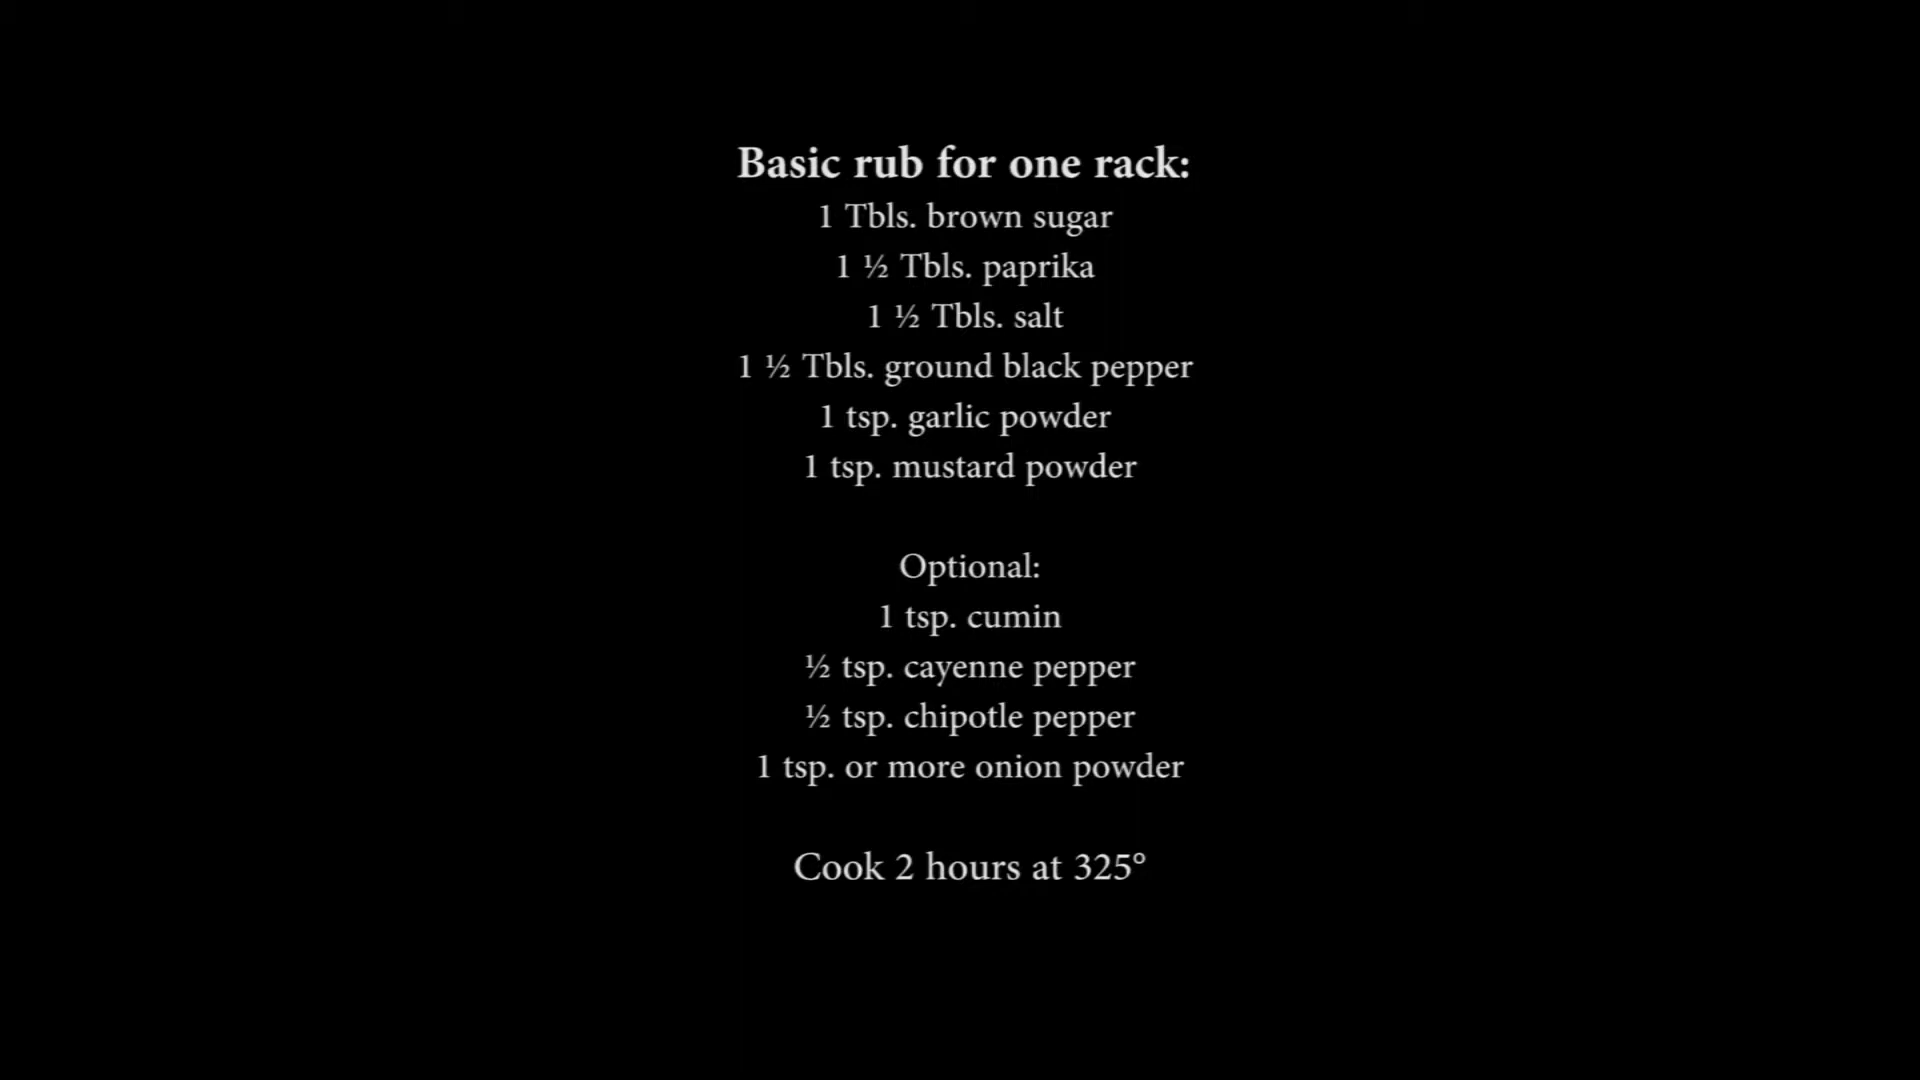 Basic rub for one rack:
1 Tbls. brown sugar
1 ½ Tbls. paprika
1 ½ Tbls. salt
1 ½ Tbls. ground black pepper
1 tsp. garlic powder
1 tsp. mustard powder
Optional:
1 tsp. cumin
½ tsp. cayenne pepper
½ tsp. chipotle pepper
1 tsp. or more onion powder
Cook 2 hours at 325°